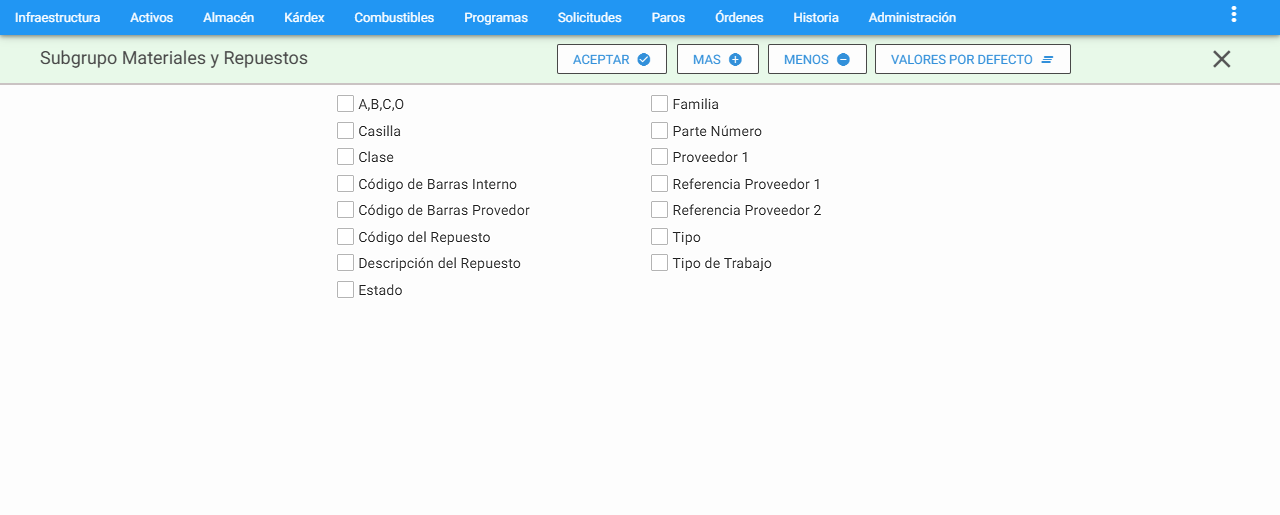 Infraestructura Activos Almacén Kárdex Combustibles Programas Solicitudes Paros Órdenes Historia Administración
Subgrupo Materiales y Repuestos ACEPTAR MAS MENOS VALORES POR DEFECTO
A,B,C,O
Casilla
Clase
Código de Barras Interno
Código de Barras Provedor
Código del Repuesto
Descripción del Repuesto
Estado
Familia
Parte Número
Proveedor 1
Referencia Proveedor 1
Referencia Proveedor 2
Tipo
Tipo de Trabajo